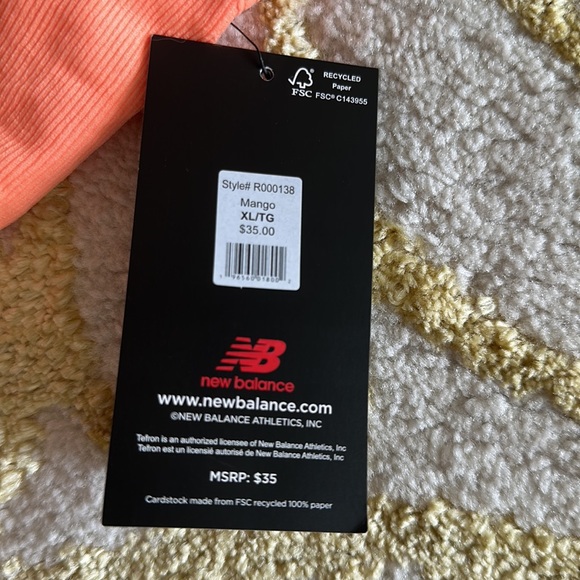 RECYCLED
Paper
FSC
FSC® C143955
Style# R000138
Mango
XL/TG
$35.00
NB
new balance
www.newbalance.com
©NEW BALANCE ATHLETICS, INC
Tefron is an authorized licensee of New Balance Athletics, Inc
Tefron est un licensié autorisé de New Balance Athletics, Inc
MSRP: $35
Cardstock made from FSC recycled 100% paper